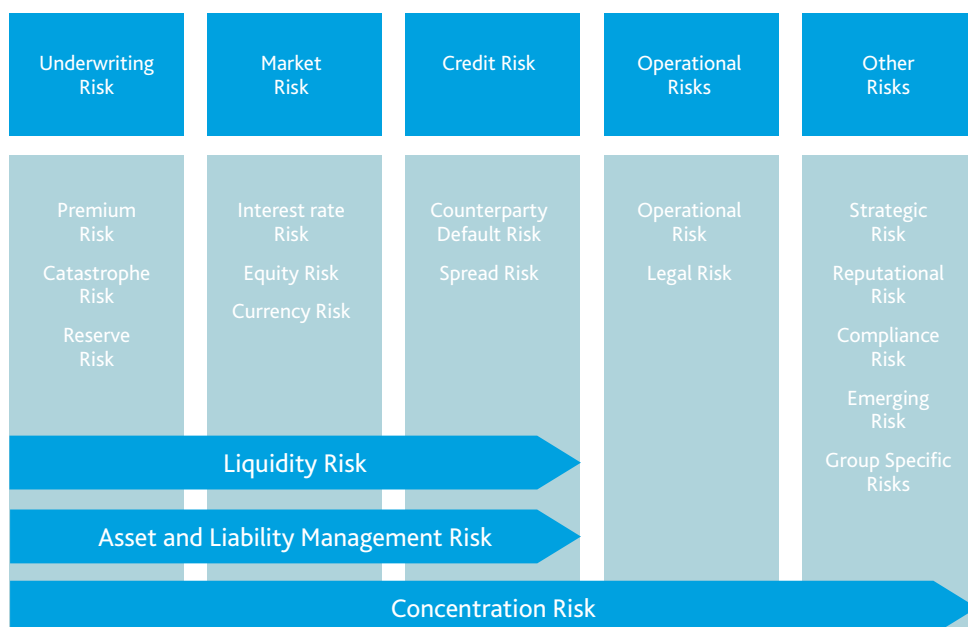 Underwriting
Risk
Market
Risk
Credit Risk
Operational
Risks
Other
Risks
Premium
Risk
Catastrophe
Risk
Reserve
Risk
Interest rate
Risk
Equity Risk
Currency Risk
Counterparty
Default Risk
Spread Risk
Operational
Risk
Legal Risk
Strategic
Risk
Reputational
Risk
Compliance
Risk
Emerging
Risk
Group Specific
Risks
Liquidity Risk
Asset and Liability Management Risk
Concentration Risk